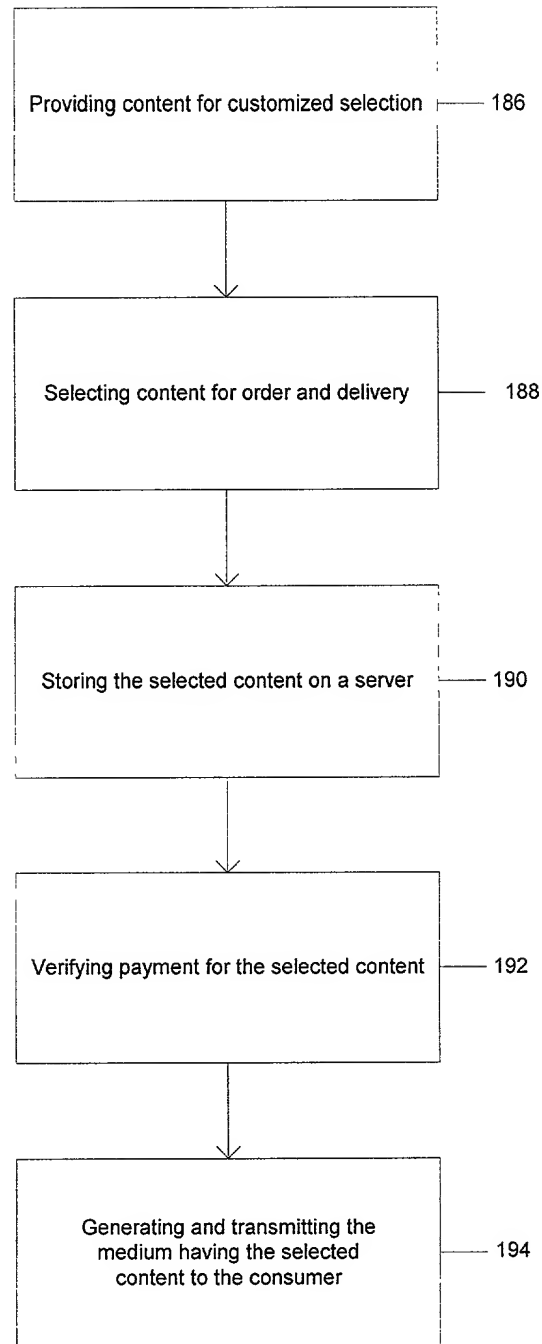 Providing content for customized selection 186
Selecting content for order and delivery 188
Storing the selected content on a server 190
Verifying payment for the selected content 192
Generating and transmitting the
medium having the selected
content to the consumer
194